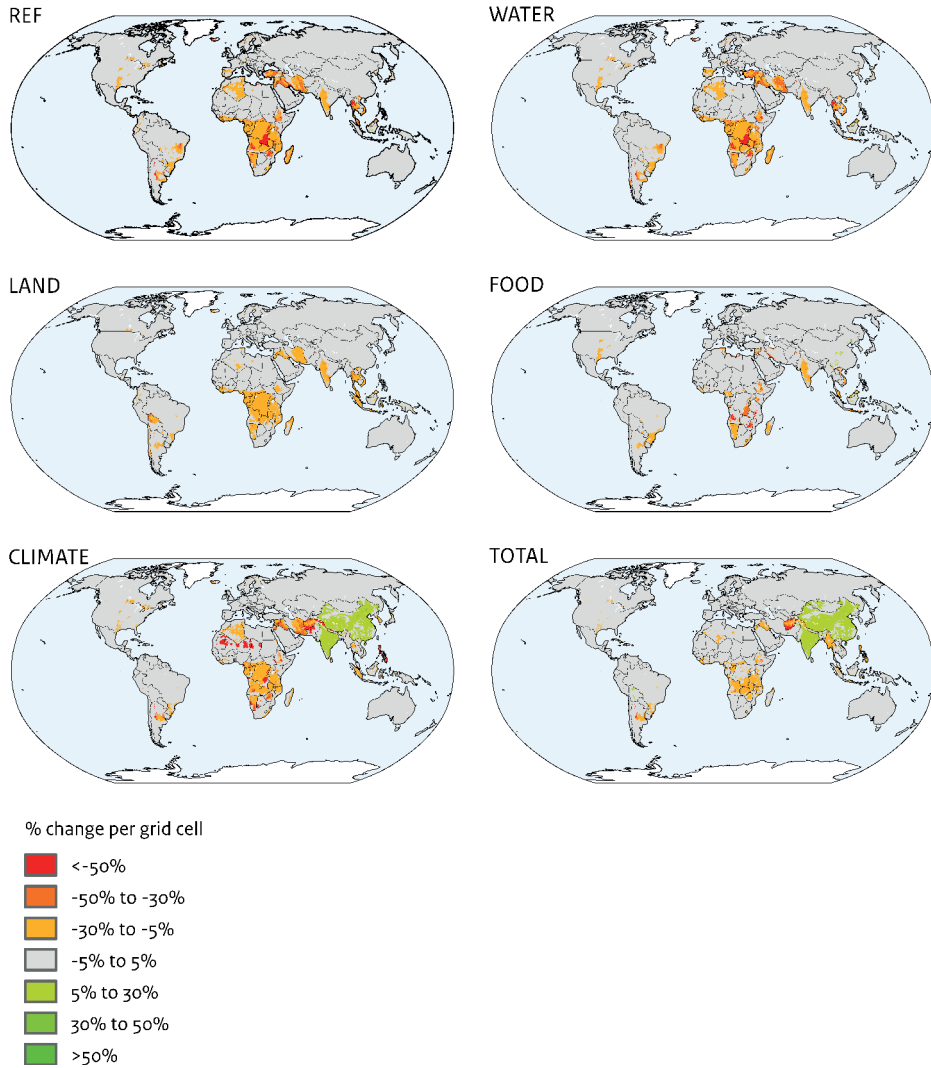 REF
WATER
LAND
FOOD
CLIMATE
TOTAL
% change per grid cell
<-50%
-50% to -30%
-30% to -5%
-5% to 5%
5% to 30%
30% to 50%
>50%